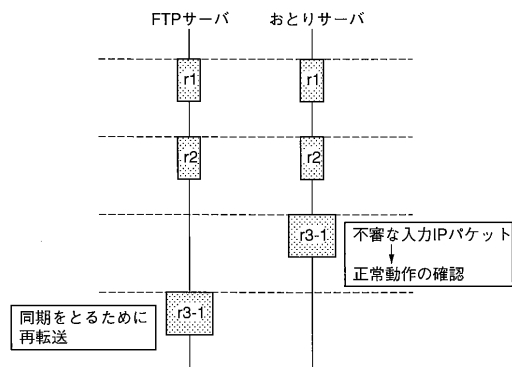 FTPサーバ おとりサーバ
r1 r1
r2 r2
r3-1
不審な入力IPパケット
↓
正常動作の確認
r3-1
同期をとるために
再転送